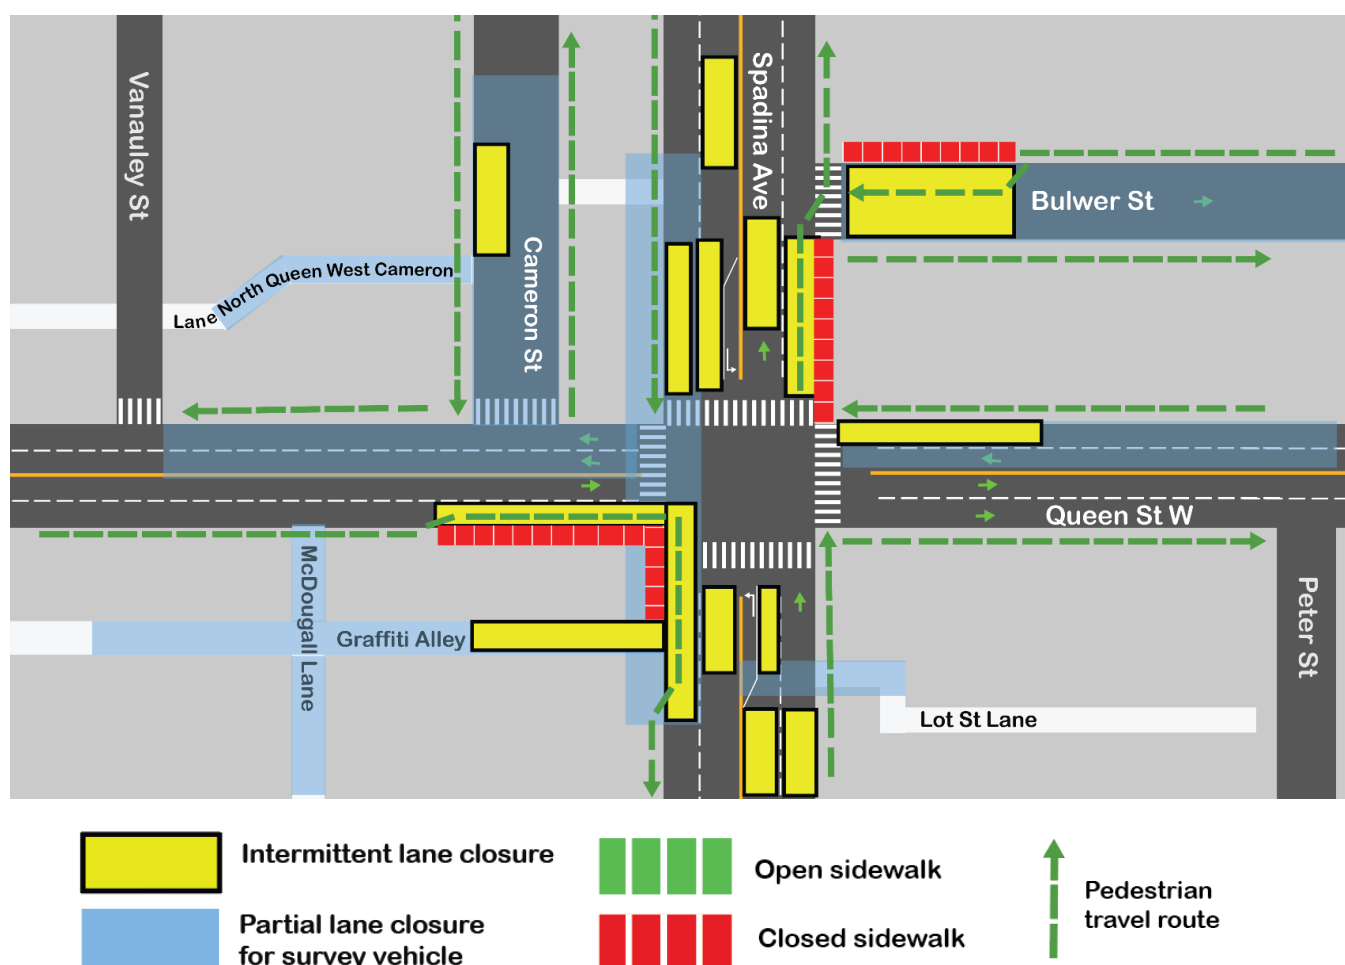 Vanauley St
Spadina Ave
Bulwer St
Cameron St
Lane North Queen West Cameron
Queen St W
McDougall Lane
Graffiti Alley
Peter St
Lot St Lane
Intermittent lane closure
Open sidewalk
Pedestrian
travel route
Partial lane closure
for survey vehicle
Closed sidewalk